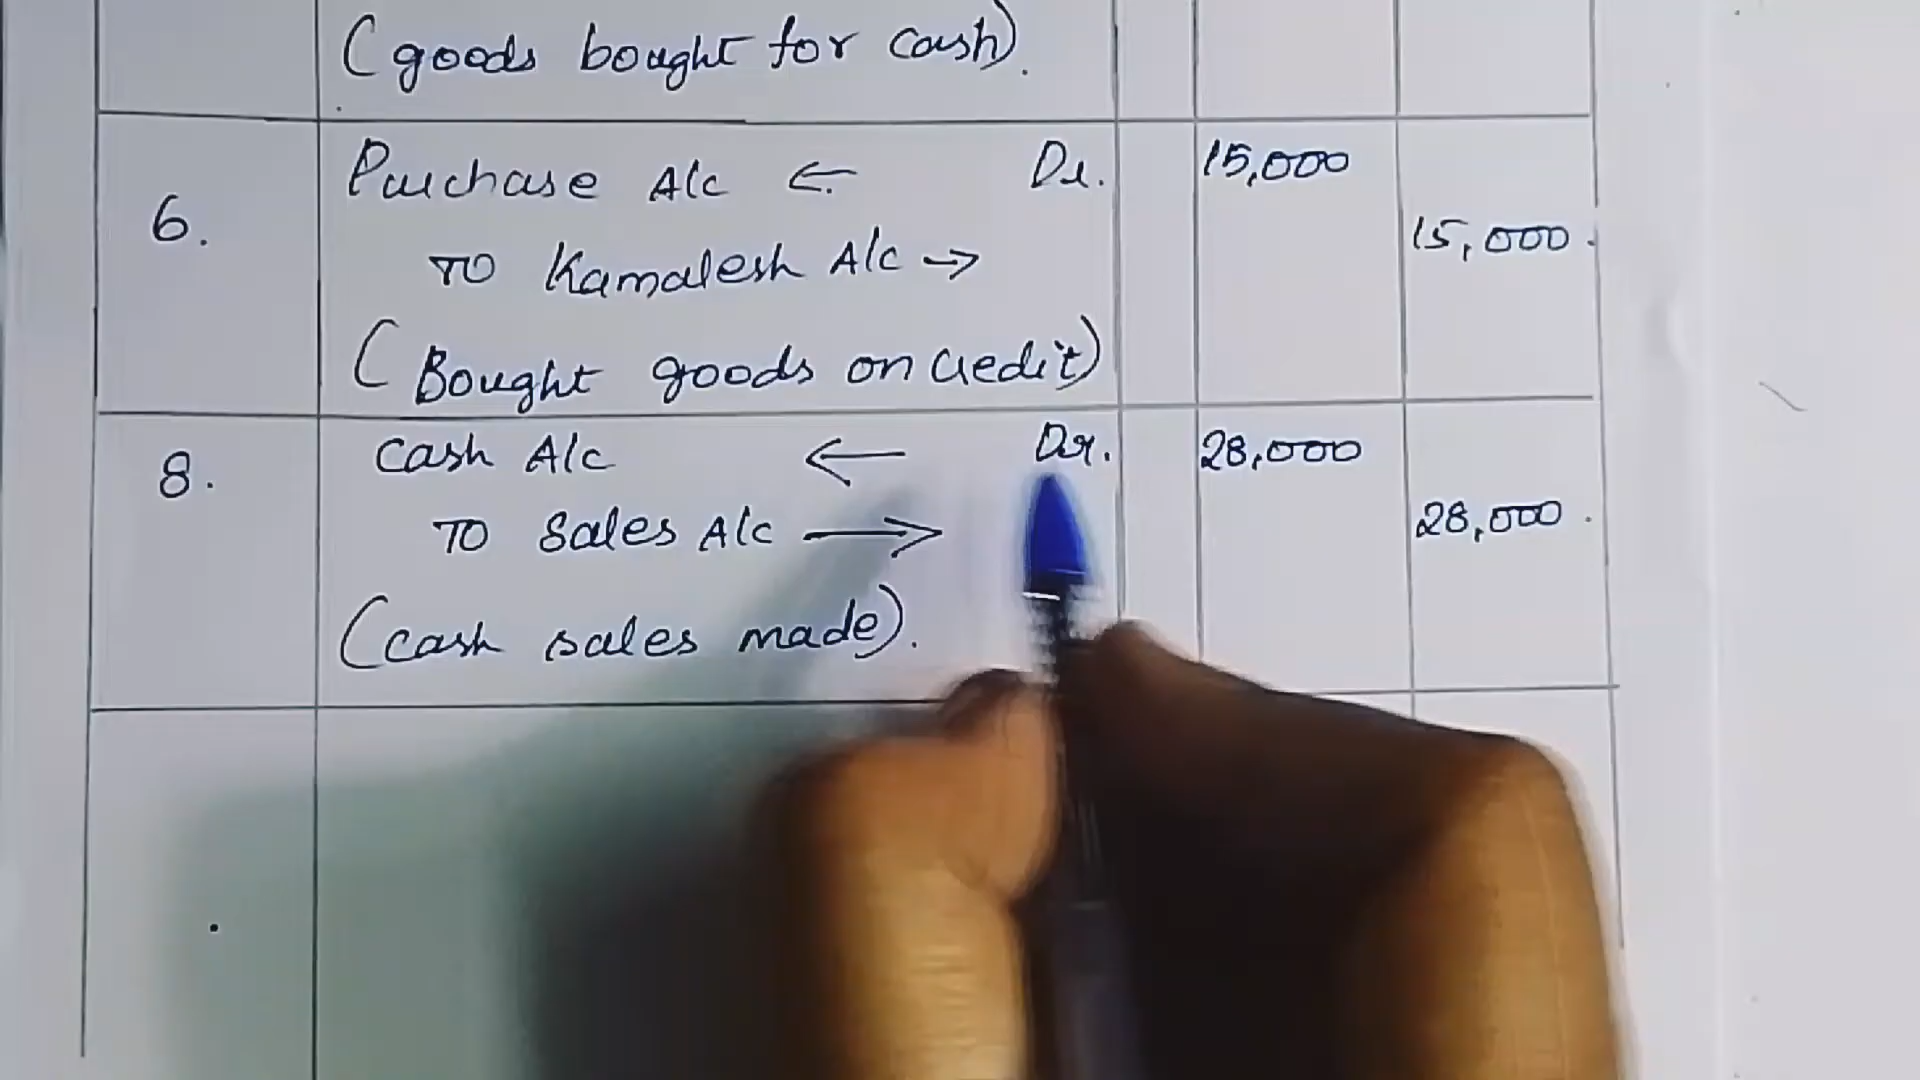 (goods bought for cash).
6. Purchase A/c ← Dr. 15,000
TO Kamalesh A/c → 15,000.
(Bought goods on credit)
8. Cash A/c ← Dr. 28,000
TO Sales A/c → 28,000.
(cash sales made).